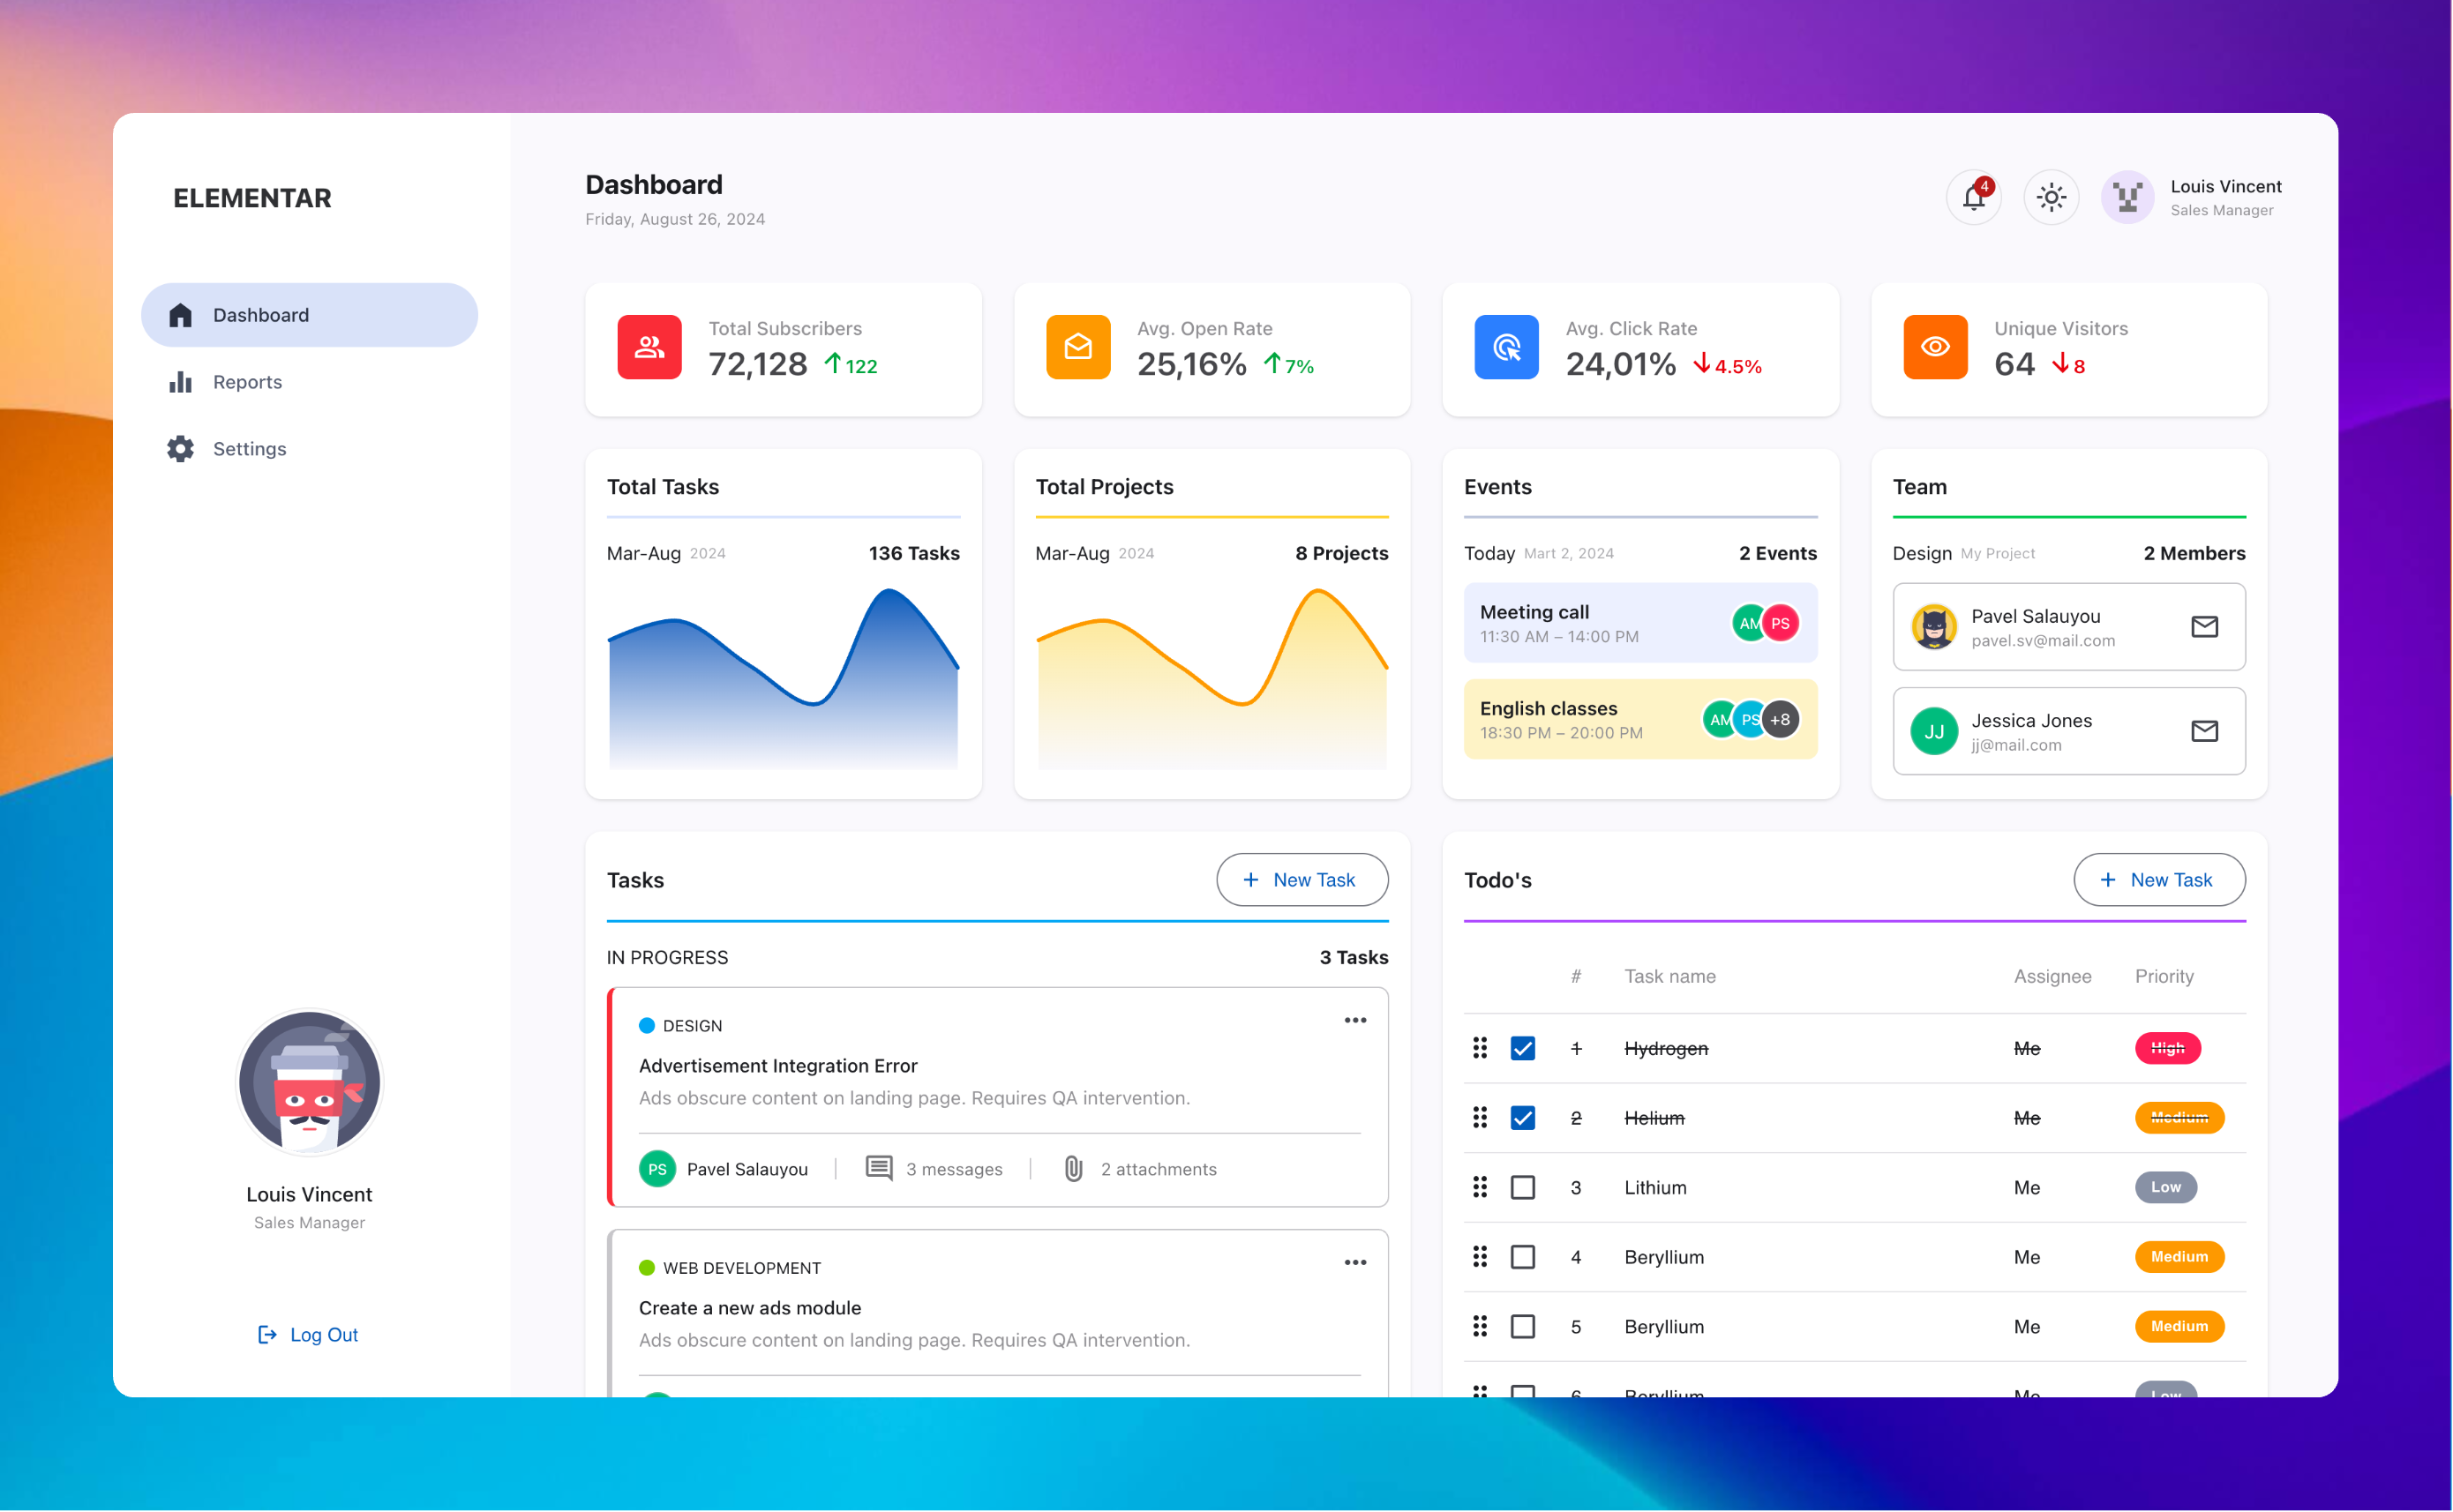 ELEMENTAR
Dashboard
Reports
Settings
Louis Vincent
Sales Manager
Log Out
Dashboard
Friday, August 26, 2024
4
Louis Vincent
Sales Manager
Total Subscribers
72,128 122
Avg. Open Rate
25,16% 7%
Avg. Click Rate
24,01% 4.5%
Unique Visitors
64 8
Total Tasks
Mar-Aug 2024 136 Tasks
Total Projects
Mar-Aug 2024 8 Projects
Events
Today Mart 2, 2024 2 Events
Meeting call
11:30 AM – 14:00 PM
AM PS
English classes
18:30 PM – 20:00 PM
AM PS +8
Team
Design My Project 2 Members
Pavel Salauyou
pavel.sv@mail.com
JJ
Jessica Jones
jj@mail.com
Tasks
+ New Task
IN PROGRESS 3 Tasks
DESIGN
Advertisement Integration Error
Ads obscure content on landing page. Requires QA intervention.
PS Pavel Salauyou 3 messages 2 attachments
WEB DEVELOPMENT
Create a new ads module
Ads obscure content on landing page. Requires QA intervention.
Todo's
+ New Task
# Task name Assignee Priority
1 Hydrogen Me High
2 Helium Me Medium
3 Lithium Me Low
4 Beryllium Me Medium
5 Beryllium Me Medium
6 Beryllium Me Low